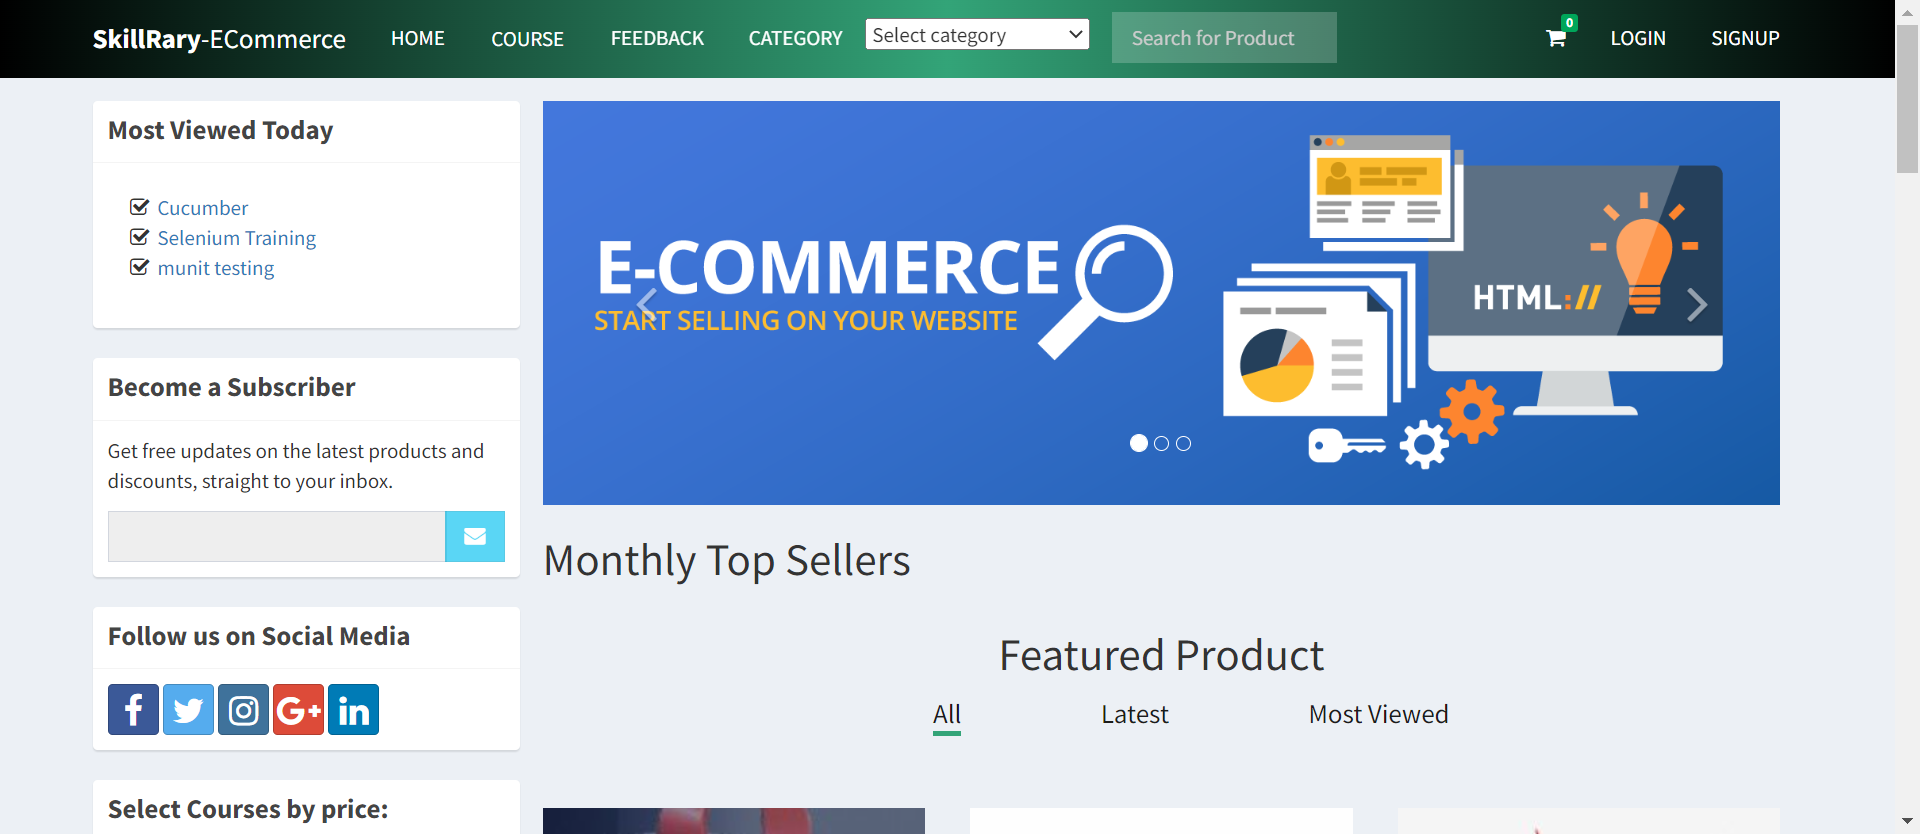 SkillRary-ECommerce HOME COURSE FEEDBACK CATEGORY Select category Search for Product 0 LOGIN SIGNUP
Most Viewed Today
Cucumber
Selenium Training
munit testing
Become a Subscriber
Get free updates on the latest products and
discounts, straight to your inbox.
Follow us on Social Media
Select Courses by price:
E-COMMERCE
START SELLING ON YOUR WEBSITE
HTML://
Monthly Top Sellers
Featured Product
All Latest Most Viewed